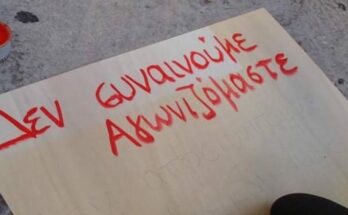 Δεν συναινούμε
Αγωνιζόμαστε